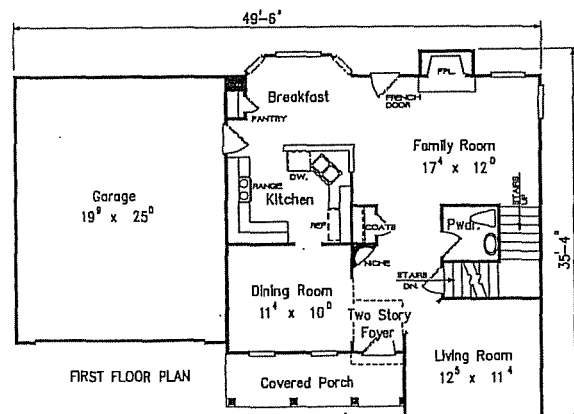 49'-6"
FPL.
Breakfast
FRENCH
DOOR
PANTRY
Family Room
17⁴ x 12⁰
DW.
RANGE
Kitchen
REF
COATS
STAIRS
UP
Pwdr.
Garage
19⁹ x 25⁰
35'-4"
NICHE
STAIRS
DN.
Dining Room
11⁴ x 10⁰
Two Story
Foyer
Living Room
12⁵ x 11⁴
FIRST FLOOR PLAN
Covered Porch